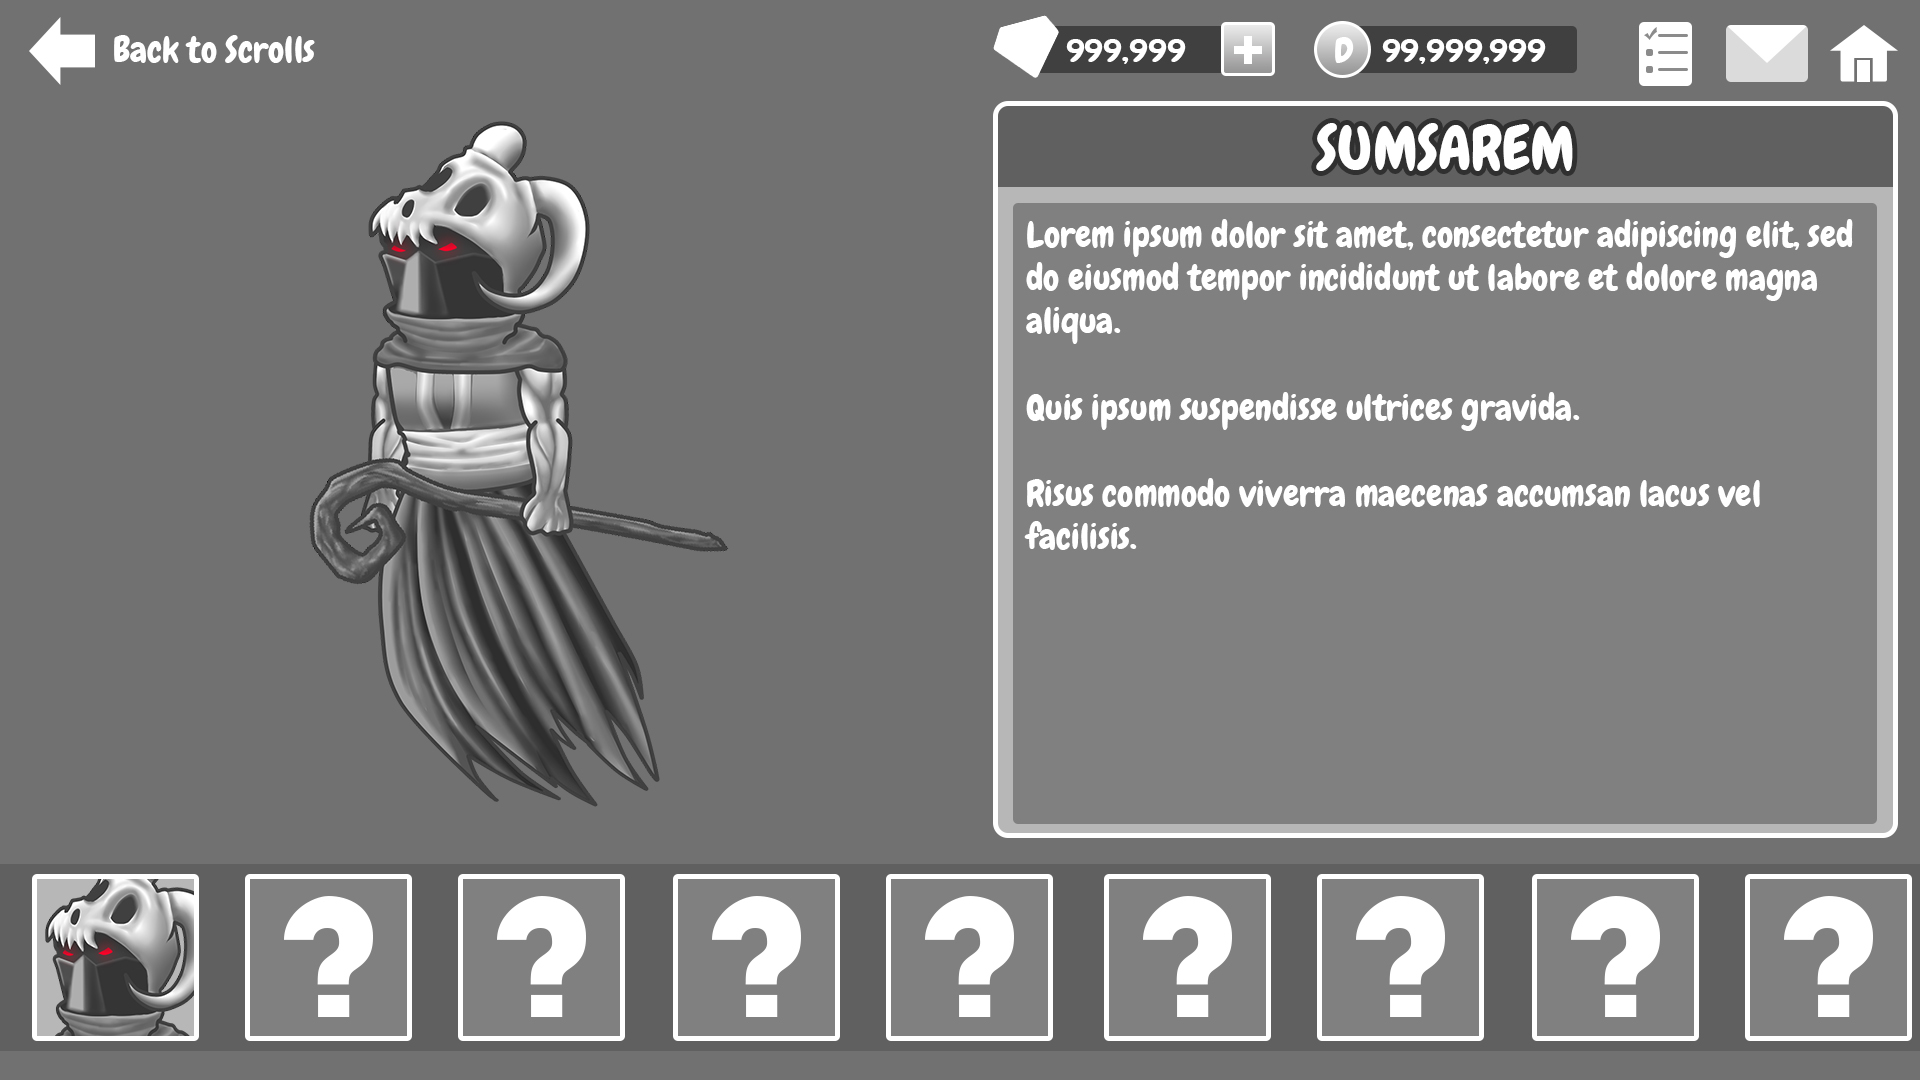 Back to Scrolls
999,999
D 99,999,999
SUMSAREM
Lorem ipsum dolor sit amet, consectetur adipiscing elit, sed
do eiusmod tempor incididunt ut labore et dolore magna
aliqua.
Quis ipsum suspendisse ultrices gravida.
Risus commodo viverra maecenas accumsan lacus vel
facilisis.
? ? ? ? ? ? ? ?